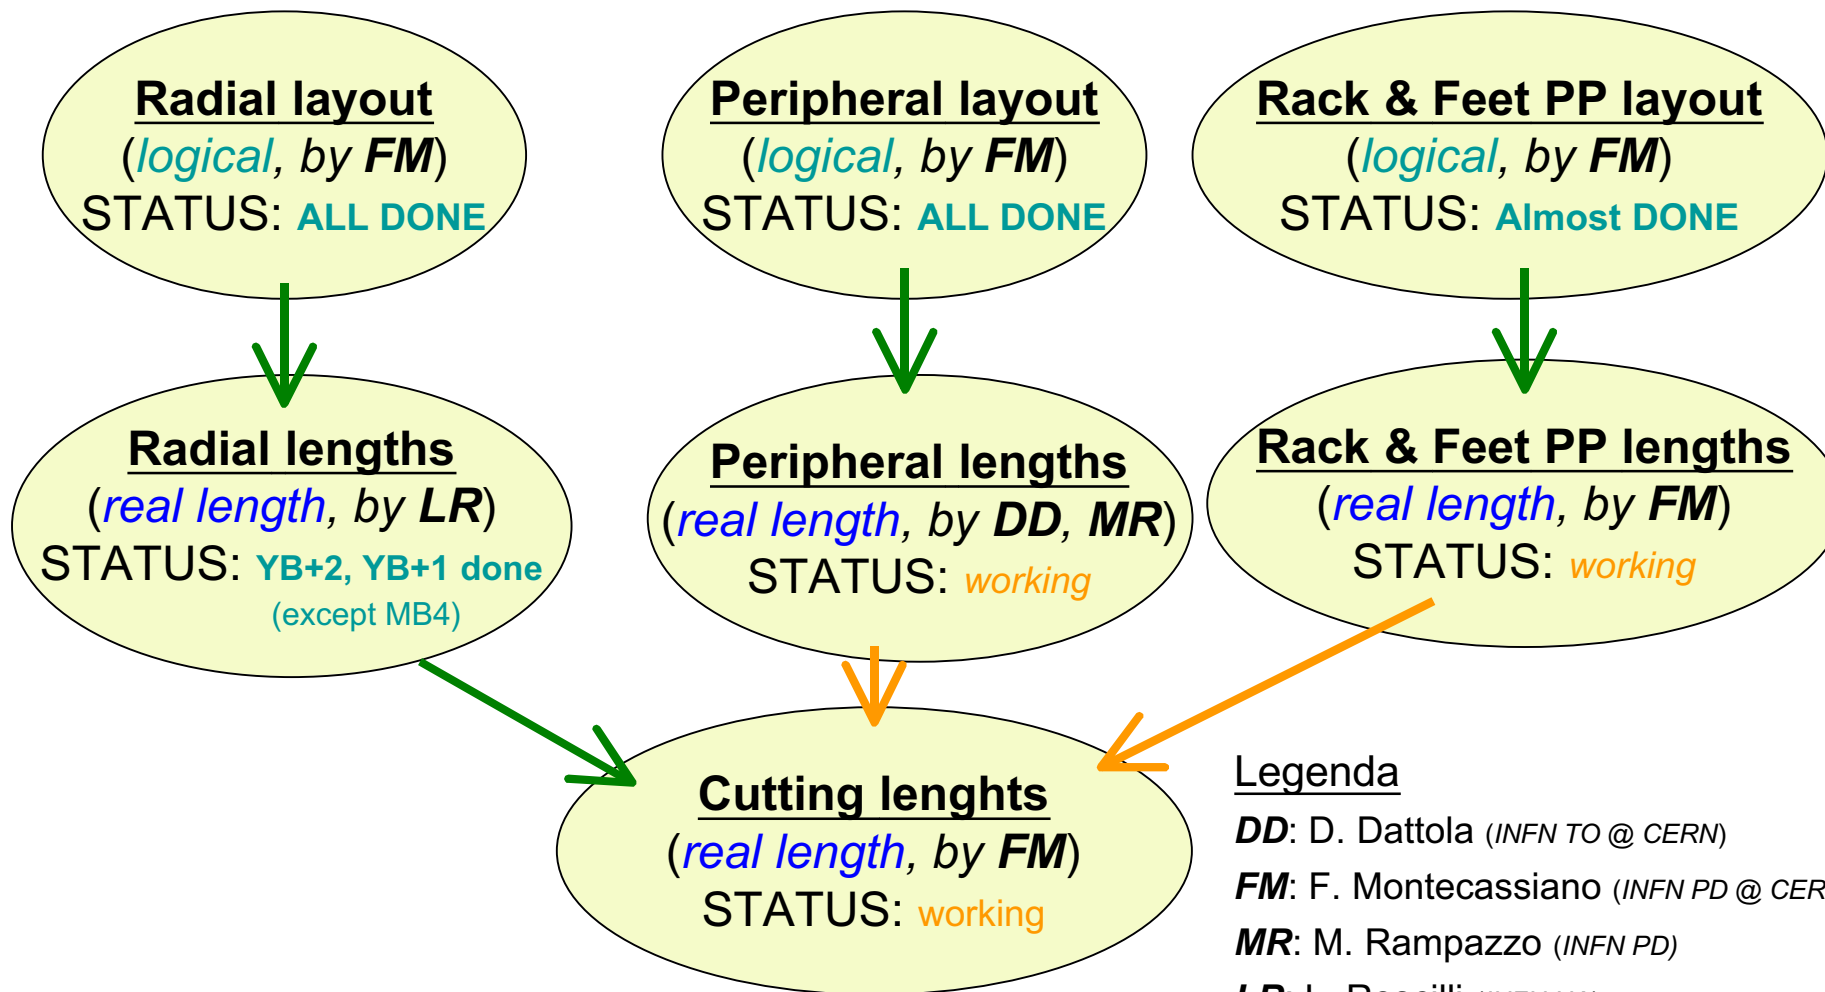 Radial layout
(logical, by FM)
STATUS: ALL DONE
Peripheral layout
(logical, by FM)
STATUS: ALL DONE
Rack & Feet PP layout
(logical, by FM)
STATUS: Almost DONE
Radial lengths
(real length, by LR)
STATUS: YB+2, YB+1 done
(except MB4)
Peripheral lengths
(real length, by DD, MR)
STATUS: working
Rack & Feet PP lengths
(real length, by FM)
STATUS: working
Cutting lenghts
(real length, by FM)
STATUS: working
Legenda
DD: D. Dattola (INFN TO @ CERN)
FM: F. Montecassiano (INFN PD @ CER
MR: M. Rampazzo (INFN PD)
LR: L.